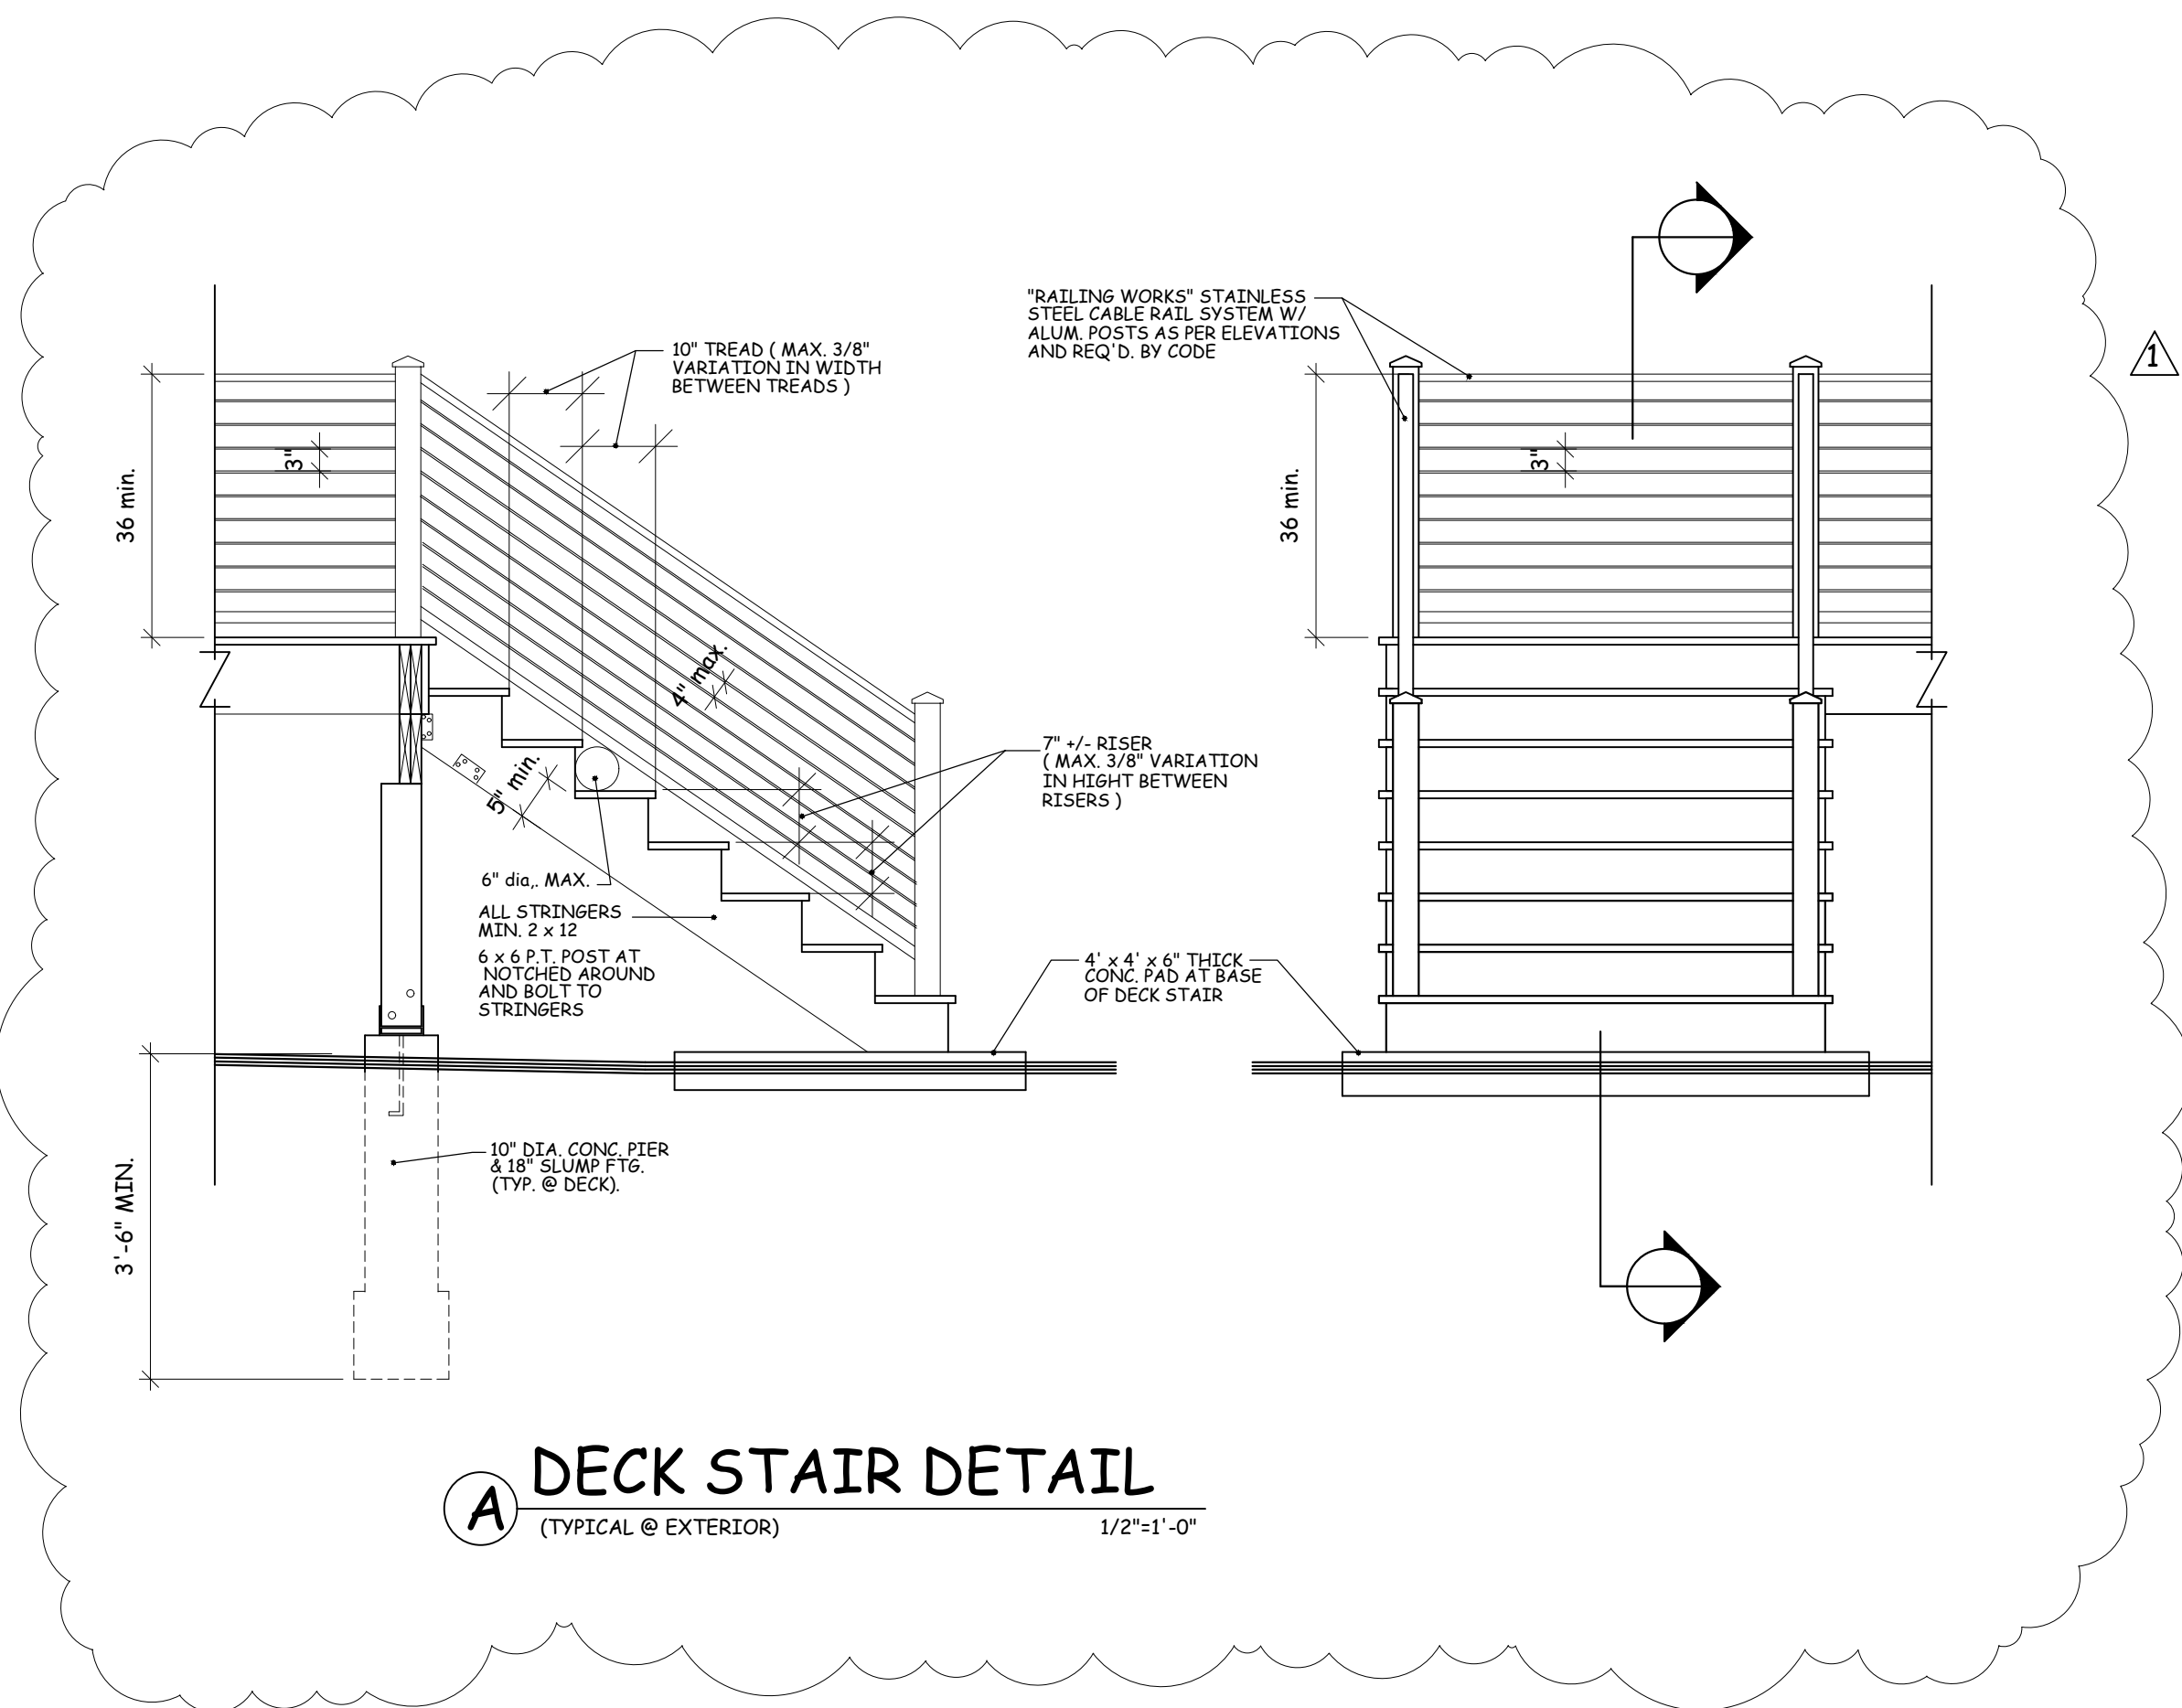 "RAILING WORKS" STAINLESS
STEEL CABLE RAIL SYSTEM W/
ALUM. POSTS AS PER ELEVATIONS
AND REQ'D. BY CODE
1
10" TREAD ( MAX. 3/8"
VARIATION IN WIDTH
BETWEEN TREADS )
36 min.
3"
36 min.
3"
4" max.
5" min.
7" +/- RISER
( MAX. 3/8" VARIATION
IN HIGHT BETWEEN
RISERS )
6" dia,. MAX.
ALL STRINGERS
MIN. 2 x 12
6 x 6 P.T. POST AT
NOTCHED AROUND
AND BOLT TO
STRINGERS
4' x 4' x 6" THICK
CONC. PAD AT BASE
OF DECK STAIR
10" DIA. CONC. PIER
& 18" SLUMP FTG.
(TYP. @ DECK).
3'-6" MIN.
A
DECK STAIR DETAIL
(TYPICAL @ EXTERIOR) 1/2"=1'-0"